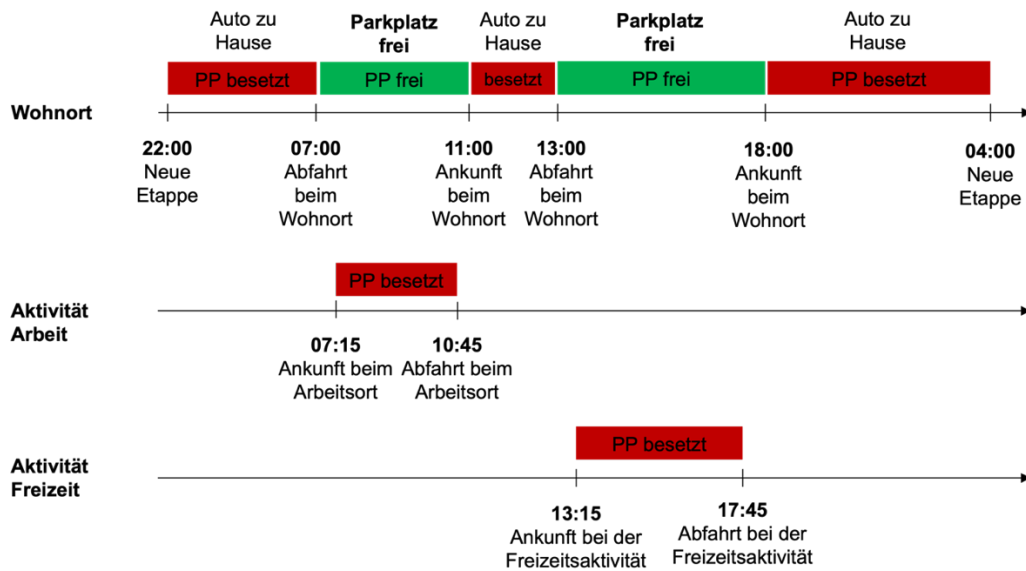 Auto zu
Hause
Parkplatz
frei
Auto zu
Hause
Parkplatz
frei
Auto zu
Hause
PP besetzt
PP frei
besetzt
PP frei
PP besetzt
Wohnort
22:00
Neue
Etappe
07:00
Abfahrt
beim
Wohnort
11:00
Ankunft
beim
Wohnort
13:00
Abfahrt
beim
Wohnort
18:00
Ankunft
beim
Wohnort
04:00
Neue
Etappe
PP besetzt
Aktivität
Arbeit
07:15
Ankunft beim
Arbeitsort
10:45
Abfahrt beim
Arbeitsort
PP besetzt
Aktivität
Freizeit
13:15
Ankunft bei der
Freizeitsaktivität
17:45
Abfahrt bei der
Freizeitsaktivität